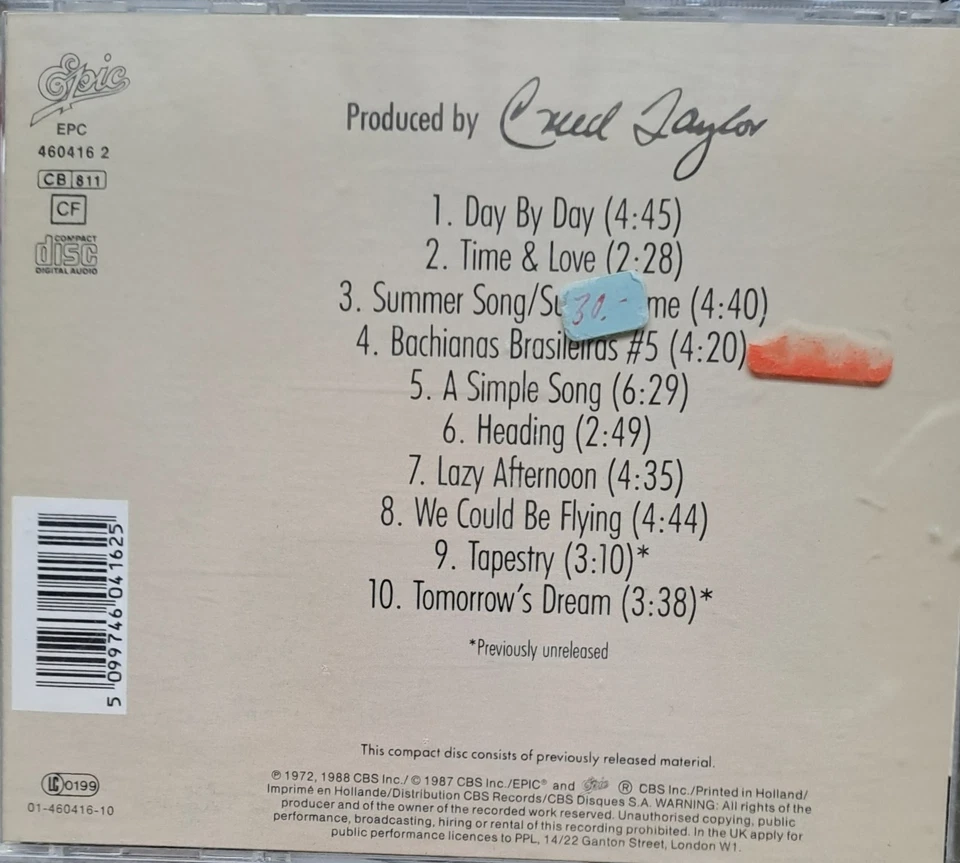 Epic
EPC
460416 2
CB 811
CF
COMPACT
disc
DIGITAL AUDIO
Produced by Creed Taylor
1. Day By Day (4:45)
2. Time & Love (2:28)
3. Summer Song/Su me (4:40)
30.-
4. Bachianas Brasileiras #5 (4:20)
5. A Simple Song (6:29)
6. Heading (2:49)
7. Lazy Afternoon (4:35)
8. We Could Be Flying (4:44)
9. Tapestry (3:10)*
10. Tomorrow's Dream (3:38)*
*Previously unreleased
5 099746 041625
This compact disc consists of previously released material.
LC 0199
01-460416-10
℗ 1972, 1988 CBS Inc./ © 1987 CBS Inc./EPIC® and Epic ® CBS Inc./Printed in Holland/
Imprimé en Hollande/Distribution CBS Records/CBS Disques S.A. WARNING: All rights of the
producer and of the owner of the recorded work reserved. Unauthorised copying, public
performance, broadcasting, hiring or rental of this recording prohibited. In the UK apply for
public performance licences to PPL, 14/22 Ganton Street, London W1.